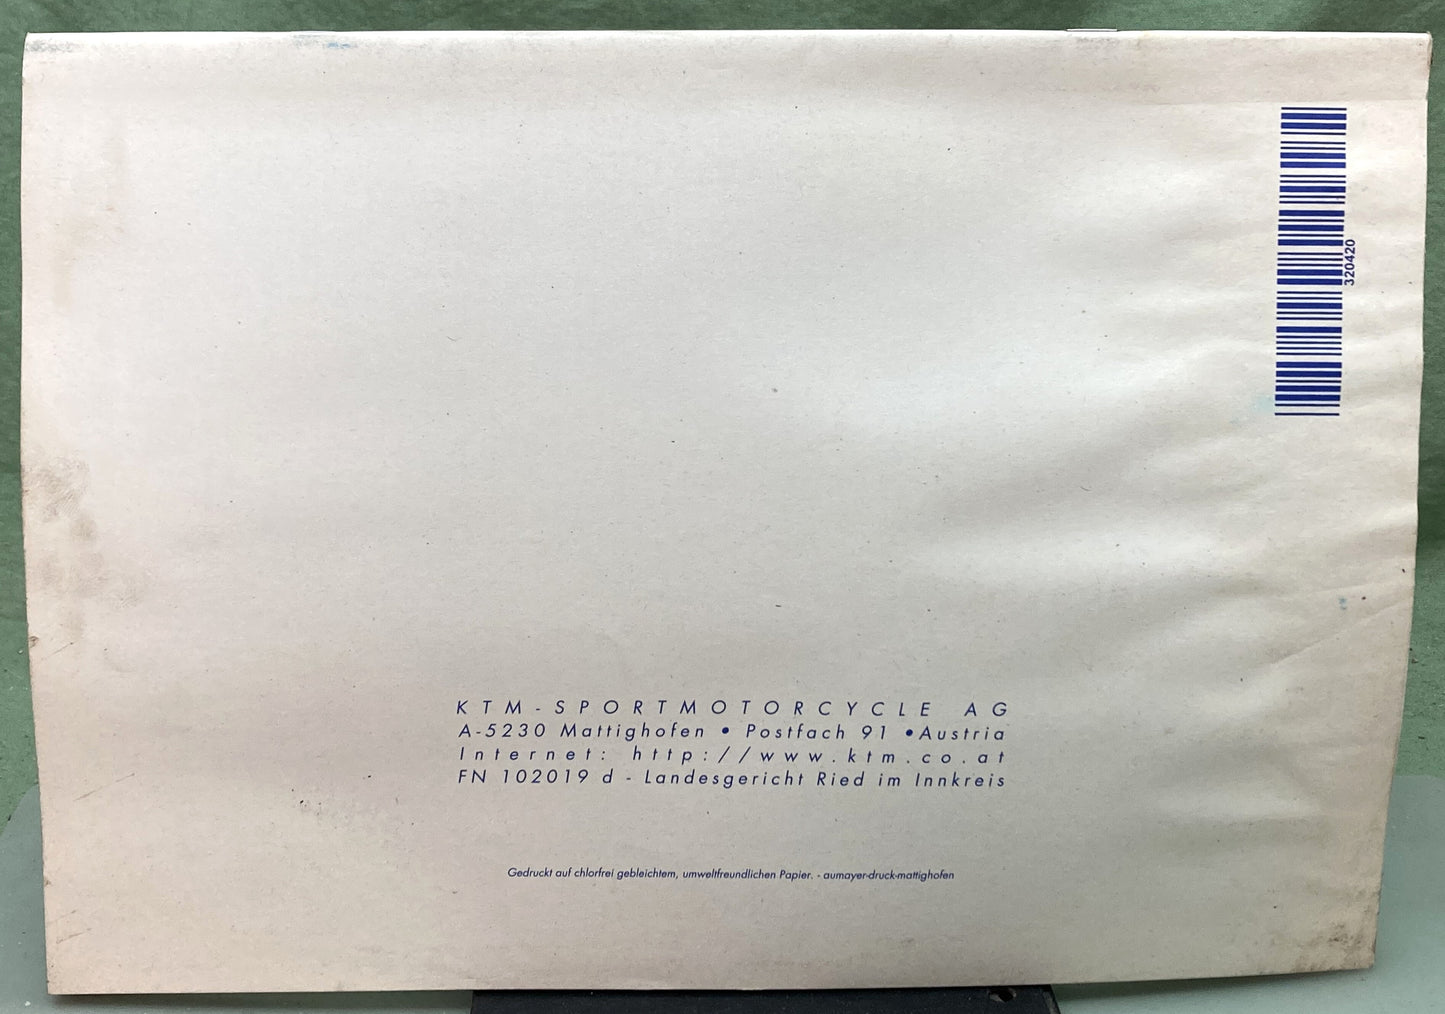 320420
KTM-SPORTMOTORCYCLE AG
A-5230 Mattighofen • Postfach 91 •Austria
Internet: http://www.ktm.co.at
FN 102019 d - Landesgericht Ried im Innkreis
Gedruckt auf chlorfrei gebleichtem, umweltfreundlichen Papier. - aumayer-druck-mattighofen